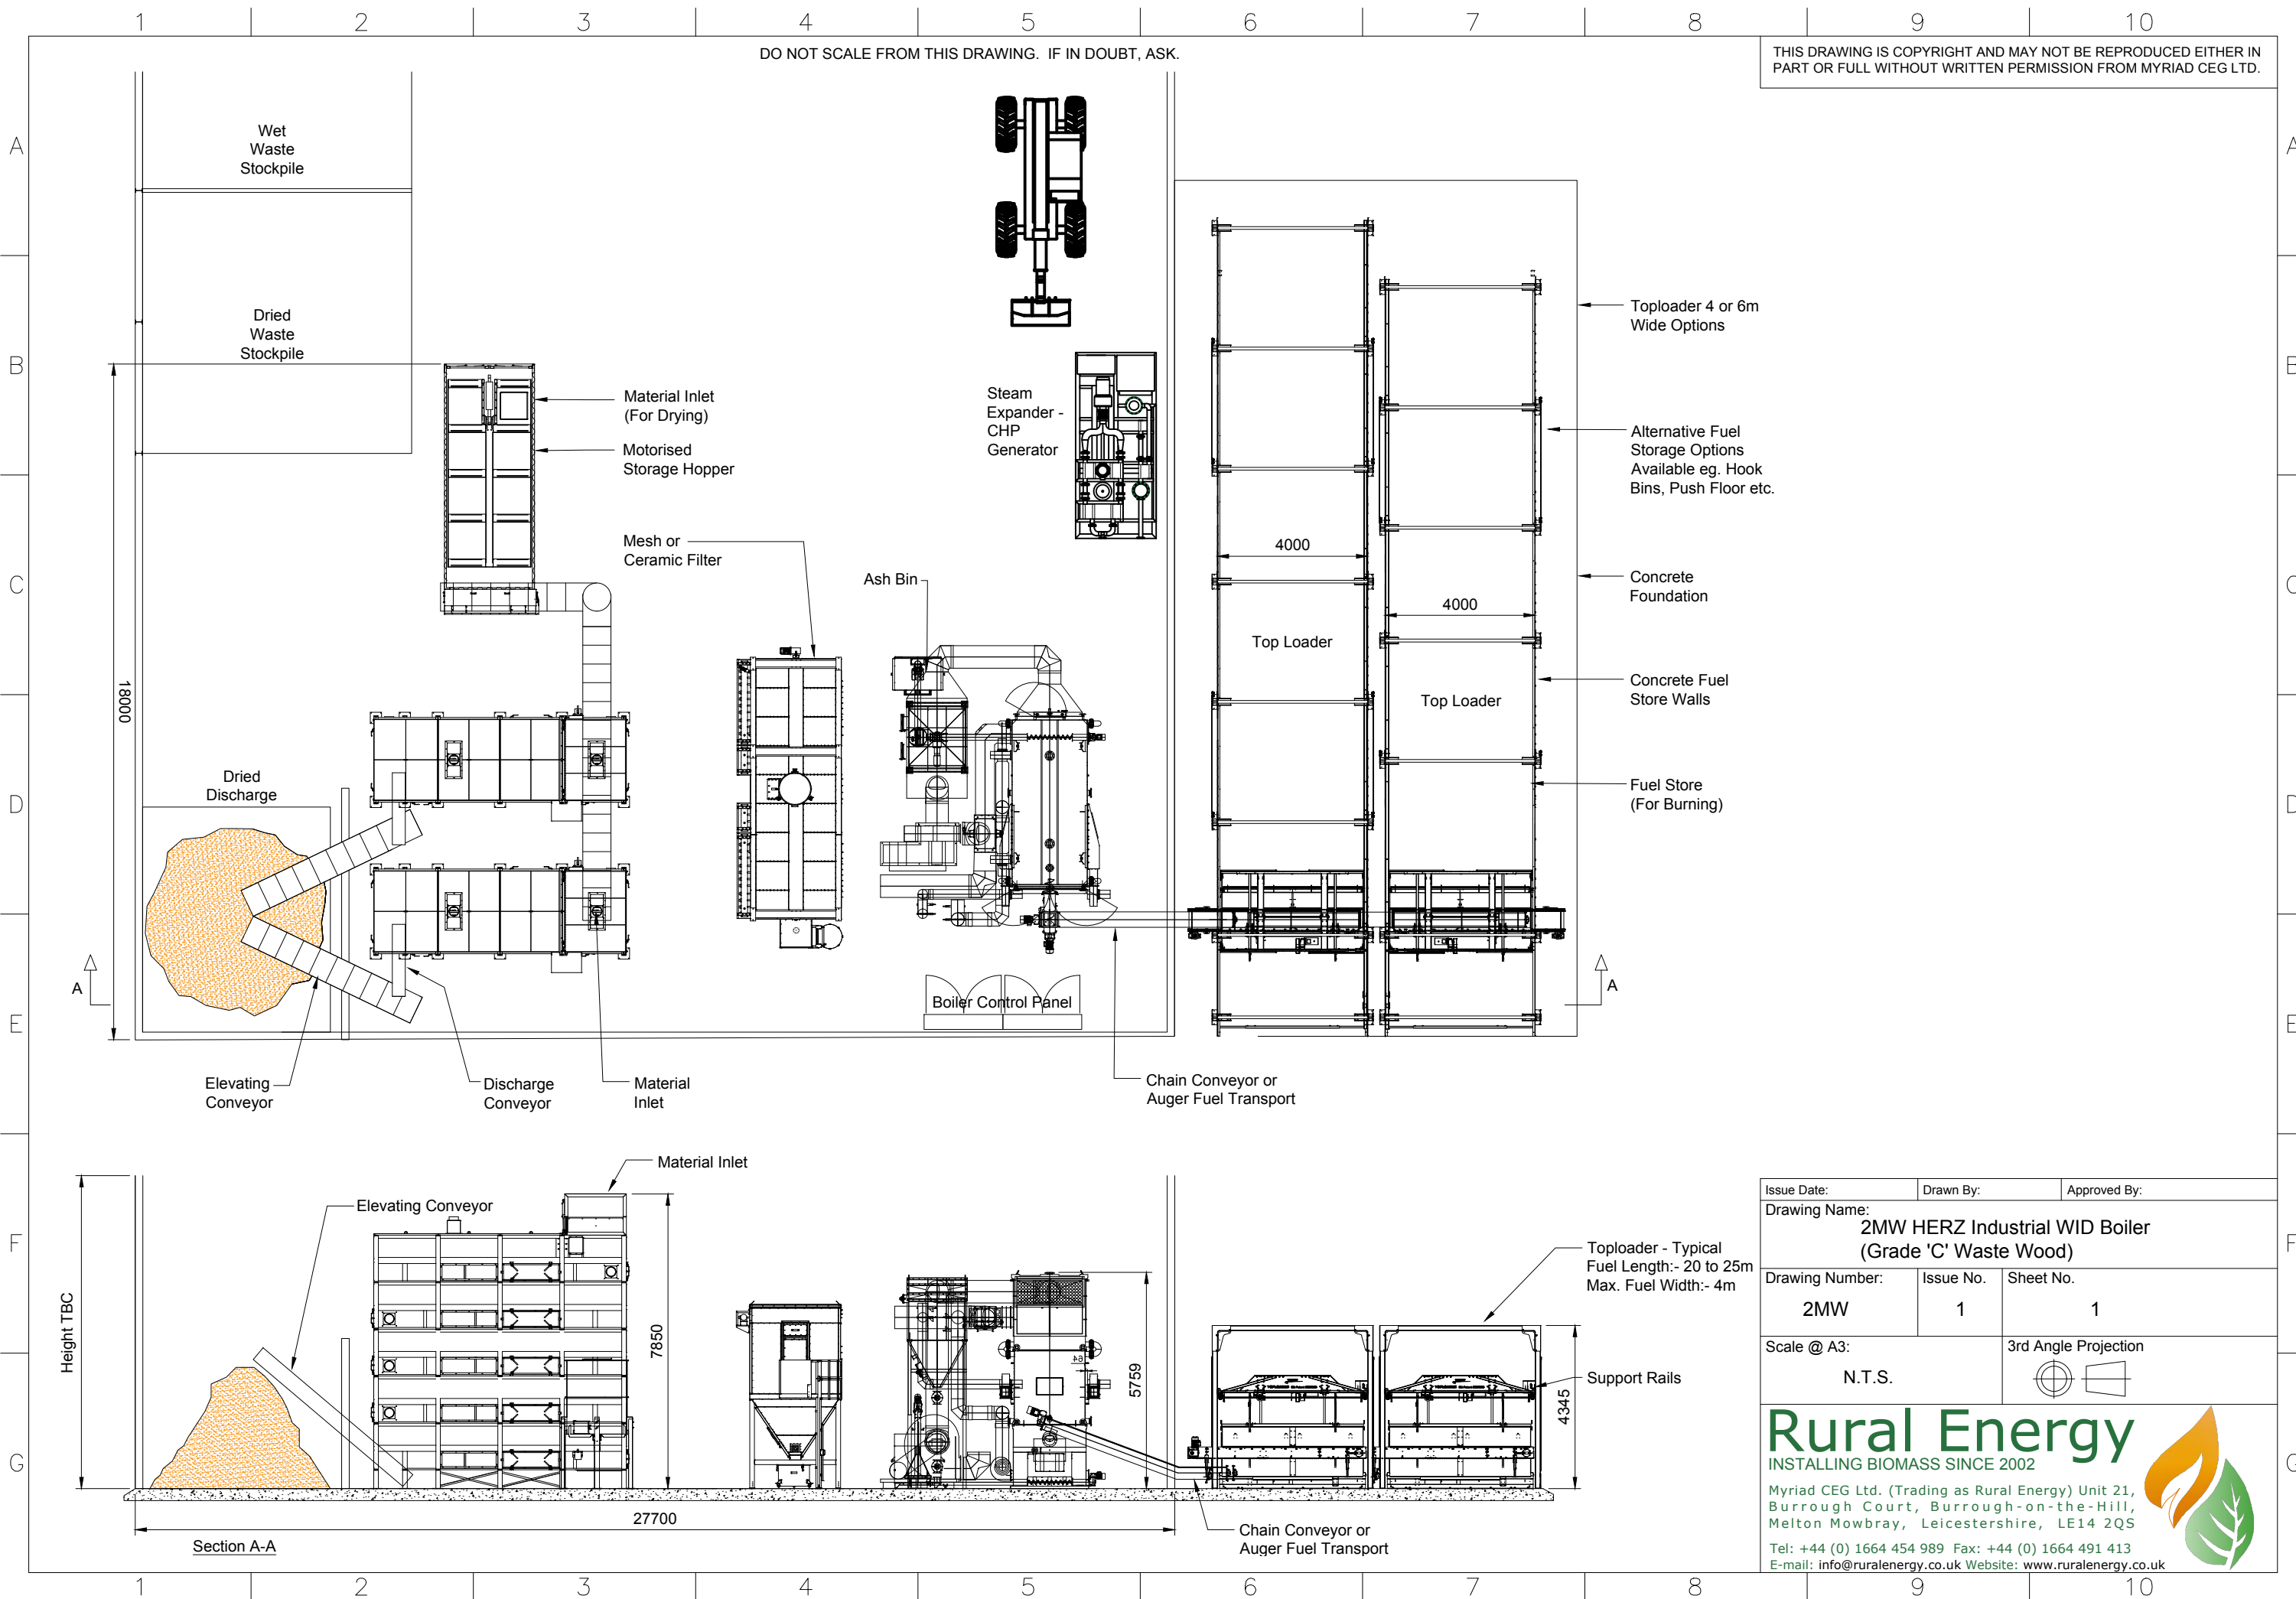 1 2 3 4 5 6 7 8 9 10
DO NOT SCALE FROM THIS DRAWING. IF IN DOUBT, ASK.
THIS DRAWING IS COPYRIGHT AND MAY NOT BE REPRODUCED EITHER IN
PART OR FULL WITHOUT WRITTEN PERMISSION FROM MYRIAD CEG LTD.
A
A
Wet
Waste
Stockpile
Dried
Waste
Stockpile
B
B
Material Inlet
(For Drying)
Motorised
Storage Hopper
Steam
Expander -
CHP
Generator
Toploader 4 or 6m
Wide Options
Alternative Fuel
Storage Options
Available eg. Hook
Bins, Push Floor etc.
C
C
Mesh or
Ceramic Filter
Ash Bin
4000
4000
Concrete
Foundation
Top Loader
Top Loader
Concrete Fuel
Store Walls
18000
D
D
Dried
Discharge
Fuel Store
(For Burning)
A
A
E
E
Boiler Control Panel
Elevating
Conveyor
Discharge
Conveyor
Material
Inlet
Chain Conveyor or
Auger Fuel Transport
F
F
Material Inlet
Elevating Conveyor
Height TBC
7850
64
5759
4345
Toploader - Typical
Fuel Length:- 20 to 25m
Max. Fuel Width:- 4m
Support Rails
G
G
27700
Section A-A
Chain Conveyor or
Auger Fuel Transport
Issue Date: Drawn By: Approved By:
Drawing Name:
2MW HERZ Industrial WID Boiler
(Grade 'C' Waste Wood)
Drawing Number: Issue No. Sheet No.
2MW 1 1
Scale @ A3: 3rd Angle Projection
N.T.S.
Rural Energy
INSTALLING BIOMASS SINCE 2002
Myriad CEG Ltd. (Trading as Rural Energy) Unit 21,
Burrough Court, Burrough-on-the-Hill,
Melton Mowbray, Leicestershire, LE14 2QS
Tel: +44 (0) 1664 454 989 Fax: +44 (0) 1664 491 413
E-mail: info@ruralenergy.co.uk Website: www.ruralenergy.co.uk
1 2 3 4 5 6 7 8 9 10